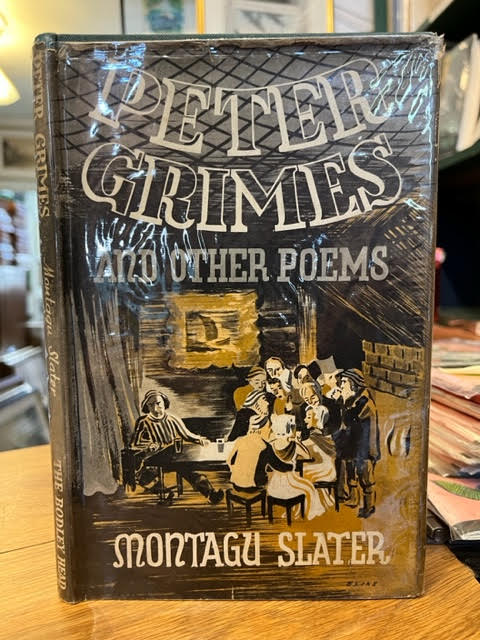 PETER
GRIMES
AND OTHER POEMS
MONTAGU SLATER
PETER GRIMES Montagu Slater THE BODLEY HEAD